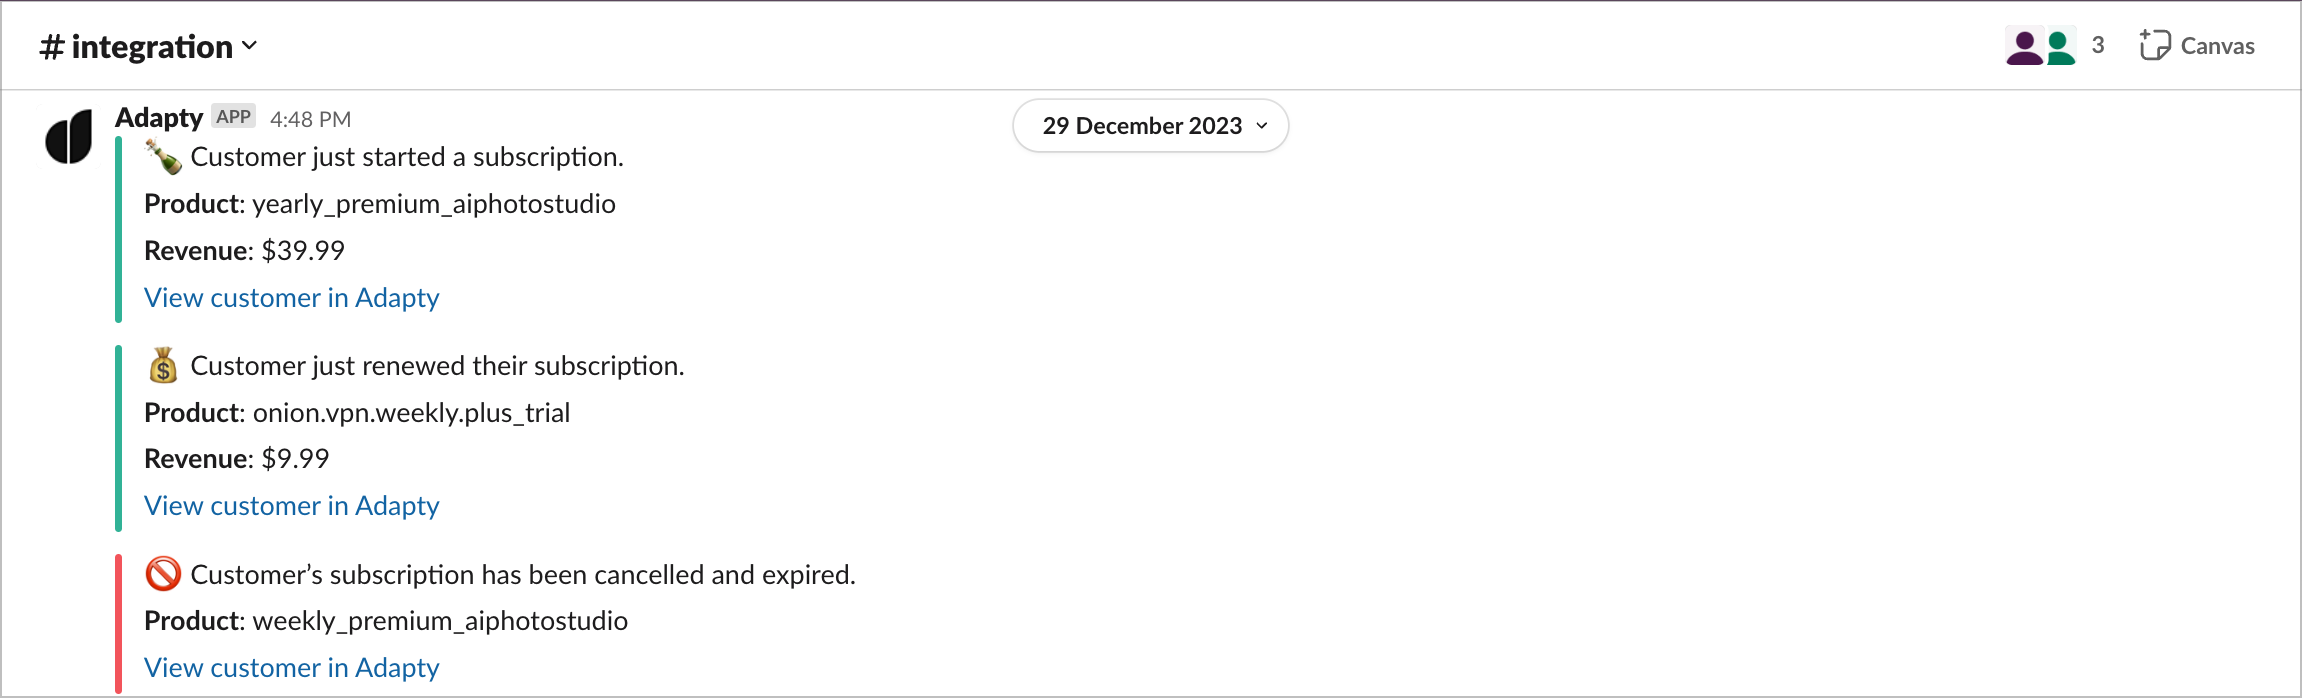 # integration
3 Canvas
29 December 2023
Adapty APP 4:48 PM
Customer just started a subscription.
Product: yearly_premium_aiphotostudio
Revenue: $39.99
View customer in Adapty
Customer just renewed their subscription.
Product: onion.vpn.weekly.plus_trial
Revenue: $9.99
View customer in Adapty
Customer’s subscription has been cancelled and expired.
Product: weekly_premium_aiphotostudio
View customer in Adapty